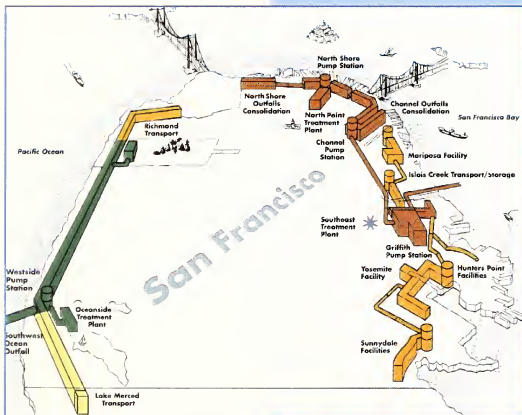 North Shore
Pump Station
North Shore
Outfalls
Consolidation
North Point
Treatment
Plant
Channel Outfalls
Consolidation
San Francisco Bay
Richmond
Transport
Channel
Pump
Station
Pacific Ocean
Mariposa Facility
Islais Creek Transport/Storage
San Francisco
Southeast
Treatment
Plant
Griffith
Pump Station
Westside
Pump
Station
Yosemite
Facility
Hunters Point
Facilities
Oceanside
Treatment
Plant
Southwest
Ocean
Outfall
Sunnydale
Facilities
Lake Merced
Transport